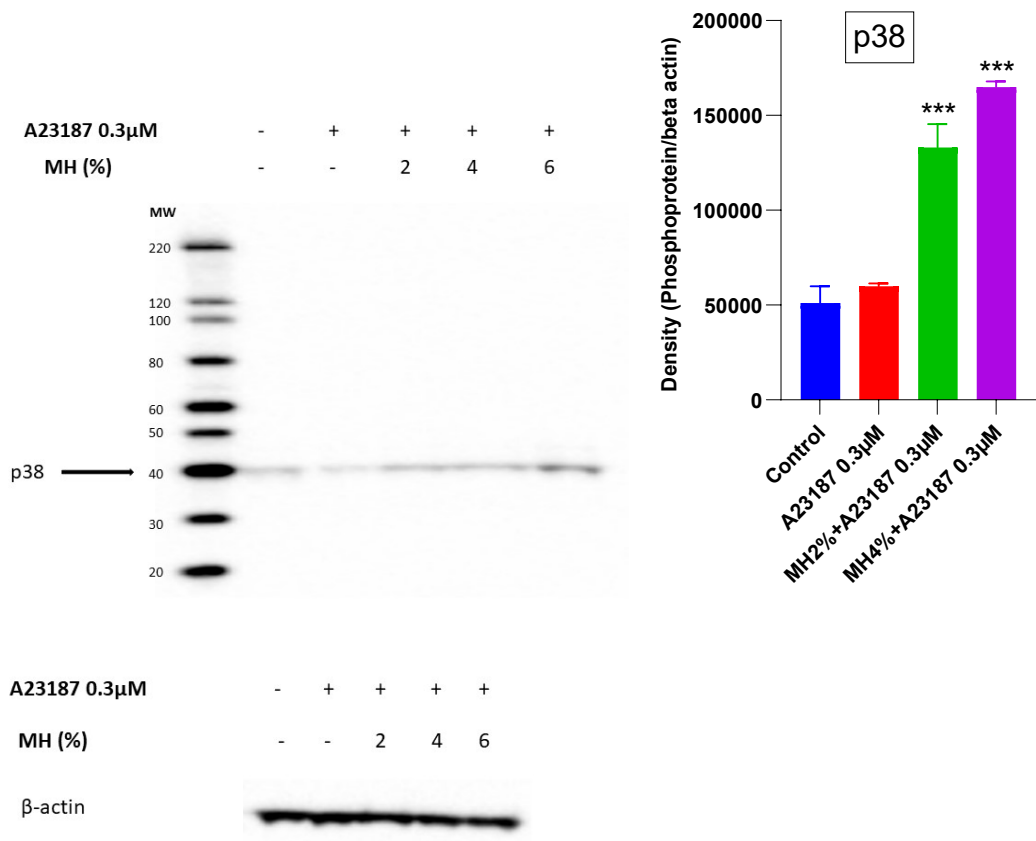 A23187 0.3µM - + + + +
MH (%) - - 2 4 6
MW
220
120
100
80
60
50
p38 40
30
20
A23187 0.3µM - + + + +
MH (%) - - 2 4 6
β-actin
p38
Density (Phosphoprotein/beta actin)
200000
150000
100000
50000
0
***
***
Control
A23187 0.3µM
MH2%+A23187 0.3µM
MH4%+A23187 0.3µM